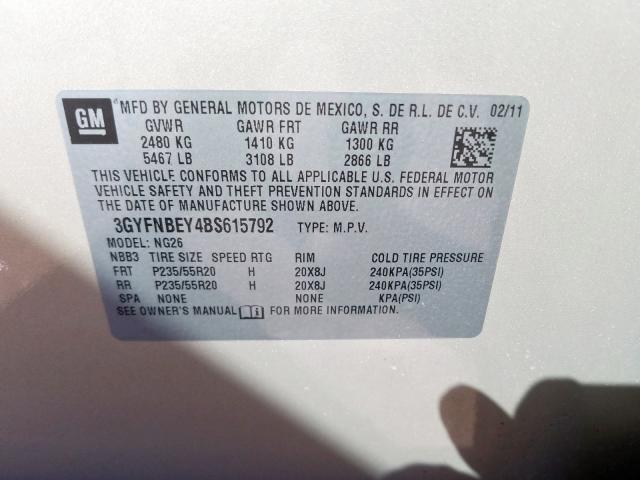 GM MFD BY GENERAL MOTORS DE MEXICO, S. DE R.L. DE C.V. 02/11
GVWR GAWR FRT GAWR RR
2480 KG 1410 KG 1300 KG
5467 LB 3108 LB 2866 LB
THIS VEHICLE CONFORMS TO ALL APPLICABLE U.S. FEDERAL MOTOR
VEHICLE SAFETY AND THEFT PREVENTION STANDARDS IN EFFECT ON
THE DATE OF MANUFACTURE SHOWN ABOVE.
3GYFNBEY4BS615792 TYPE: M.P.V.
MODEL: NG26
NBB3 TIRE SIZE SPEED RTG RIM COLD TIRE PRESSURE
FRT P235/55R20 H 20X8J 240KPA(35PSI)
RR P235/55R20 H 20X8J 240KPA(35PSI)
SPA NONE NONE KPA(PSI)
SEE OWNER'S MANUAL FOR MORE INFORMATION.